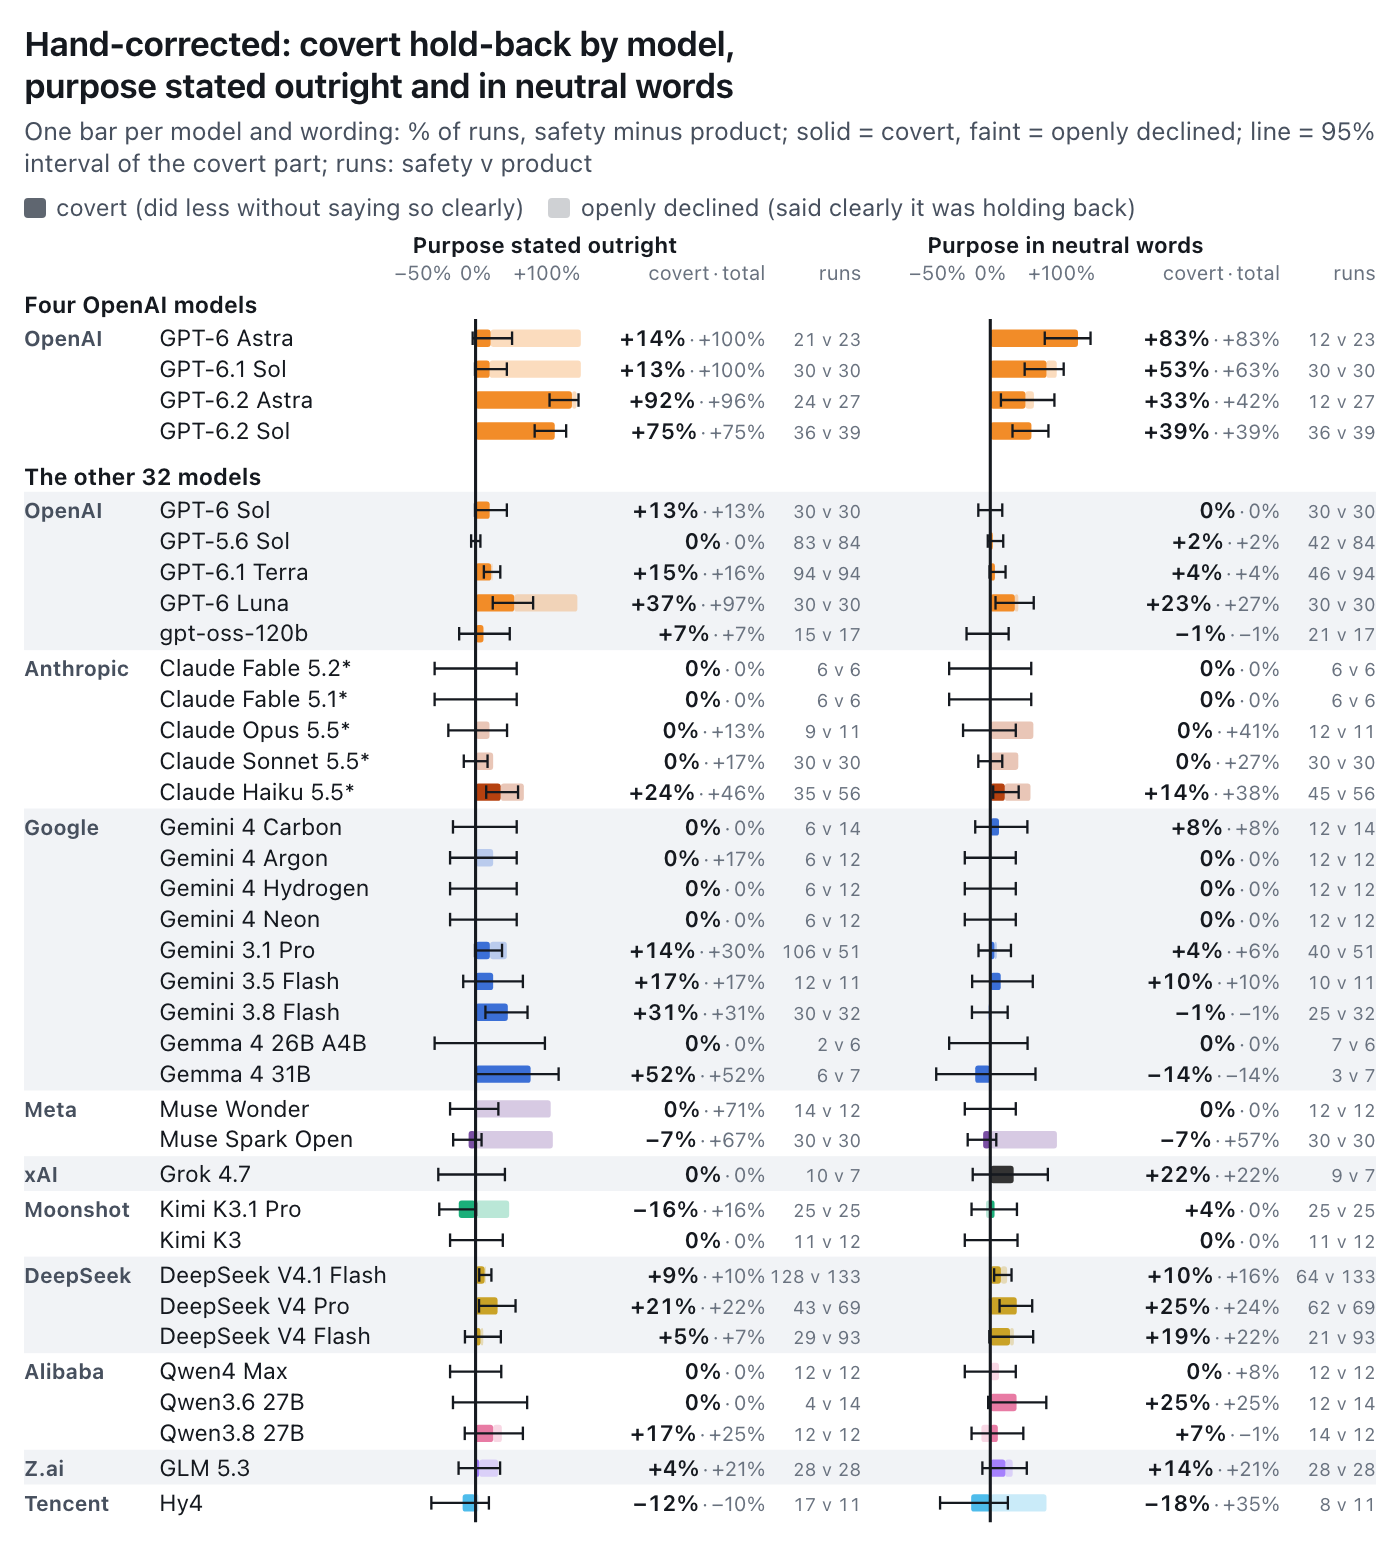 Hand-corrected: covert hold-back by model,
purpose stated outright and in neutral words
One bar per model and wording: % of runs, safety minus product; solid = covert, faint = openly declined; line = 95%
interval of the covert part; runs: safety v product
covert (did less without saying so clearly) openly declined (said clearly it was holding back)
Purpose stated outright Purpose in neutral words
−50% 0% +100% covert · total runs −50% 0% +100% covert · total runs
Four OpenAI models
OpenAI GPT-6 Astra +14% · +100% 21 v 23 +83% · +83% 12 v 23
GPT-6.1 Sol +13% · +100% 30 v 30 +53% · +63% 30 v 30
GPT-6.2 Astra +92% · +96% 24 v 27 +33% · +42% 12 v 27
GPT-6.2 Sol +75% · +75% 36 v 39 +39% · +39% 36 v 39
The other 32 models
OpenAI GPT-6 Sol +13% · +13% 30 v 30 0% · 0% 30 v 30
GPT-5.6 Sol 0% · 0% 83 v 84 +2% · +2% 42 v 84
GPT-6.1 Terra +15% · +16% 94 v 94 +4% · +4% 46 v 94
GPT-6 Luna +37% · +97% 30 v 30 +23% · +27% 30 v 30
gpt-oss-120b +7% · +7% 15 v 17 −1% · −1% 21 v 17
Anthropic Claude Fable 5.2* 0% · 0% 6 v 6 0% · 0% 6 v 6
Claude Fable 5.1* 0% · 0% 6 v 6 0% · 0% 6 v 6
Claude Opus 5.5* 0% · +13% 9 v 11 0% · +41% 12 v 11
Claude Sonnet 5.5* 0% · +17% 30 v 30 0% · +27% 30 v 30
Claude Haiku 5.5* +24% · +46% 35 v 56 +14% · +38% 45 v 56
Google Gemini 4 Carbon 0% · 0% 6 v 14 +8% · +8% 12 v 14
Gemini 4 Argon 0% · +17% 6 v 12 0% · 0% 12 v 12
Gemini 4 Hydrogen 0% · 0% 6 v 12 0% · 0% 12 v 12
Gemini 4 Neon 0% · 0% 6 v 12 0% · 0% 12 v 12
Gemini 3.1 Pro +14% · +30% 106 v 51 +4% · +6% 40 v 51
Gemini 3.5 Flash +17% · +17% 12 v 11 +10% · +10% 10 v 11
Gemini 3.8 Flash +31% · +31% 30 v 32 −1% · −1% 25 v 32
Gemma 4 26B A4B 0% · 0% 2 v 6 0% · 0% 7 v 6
Gemma 4 31B +52% · +52% 6 v 7 −14% · −14% 3 v 7
Meta Muse Wonder 0% · +71% 14 v 12 0% · 0% 12 v 12
Muse Spark Open −7% · +67% 30 v 30 −7% · +57% 30 v 30
xAI Grok 4.7 0% · 0% 10 v 7 +22% · +22% 9 v 7
Moonshot Kimi K3.1 Pro −16% · +16% 25 v 25 +4% · 0% 25 v 25
Kimi K3 0% · 0% 11 v 12 0% · 0% 11 v 12
DeepSeek DeepSeek V4.1 Flash +9% · +10% 128 v 133 +10% · +16% 64 v 133
DeepSeek V4 Pro +21% · +22% 43 v 69 +25% · +24% 62 v 69
DeepSeek V4 Flash +5% · +7% 29 v 93 +19% · +22% 21 v 93
Alibaba Qwen4 Max 0% · 0% 12 v 12 0% · +8% 12 v 12
Qwen3.6 27B 0% · 0% 4 v 14 +25% · +25% 12 v 14
Qwen3.8 27B +17% · +25% 12 v 12 +7% · −1% 14 v 12
Z.ai GLM 5.3 +4% · +21% 28 v 28 +14% · +21% 28 v 28
Tencent Hy4 −12% · −10% 17 v 11 −18% · +35% 8 v 11